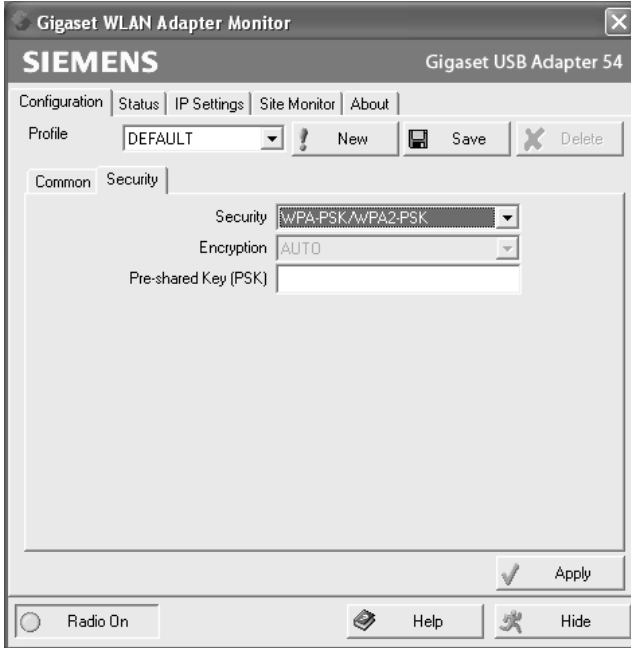 Gigaset WLAN Adapter Monitor
SIEMENS Gigaset USB Adapter 54
Configuration Status IP Settings Site Monitor About
Profile DEFAULT New Save Delete
Common Security
Security WPA-PSK/WPA2-PSK
Encryption AUTO
Pre-shared Key (PSK)
Apply
Radio On Help Hide